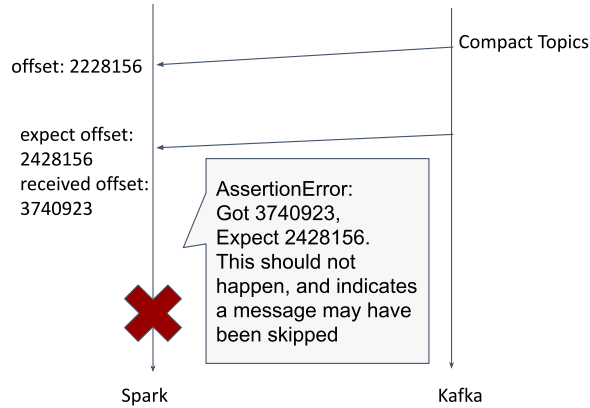 Compact Topics
offset: 2228156
expect offset:
2428156
received offset:
3740923
AssertionError:
Got 3740923,
Expect 2428156.
This should not
happen, and indicates
a message may have
been skipped
Spark
Kafka